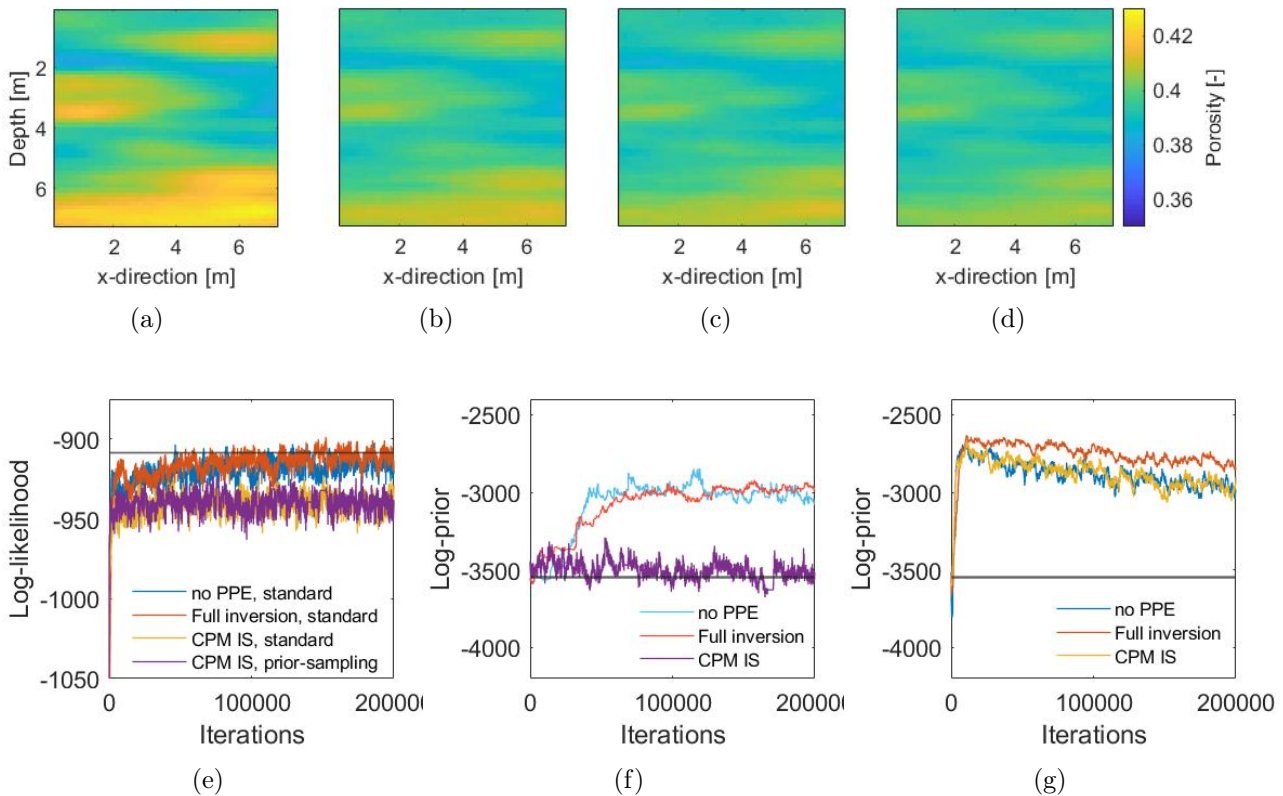 2
4
6
Depth [m]
2 4 6
x-direction [m]
(a)
2 4 6
x-direction [m]
(b)
2 4 6
x-direction [m]
(c)
2 4 6
x-direction [m]
(d)
0.42
0.4
0.38
0.36
Porosity [-]
-900
-950
-1000
-1050
Log-likelihood
no PPE, standard
Full inversion, standard
CPM IS, standard
CPM IS, prior-sampling
0 100000 200000
Iterations
(e)
-2500
-3000
-3500
-4000
Log-prior
no PPE
Full inversion
CPM IS
0 100000 200000
Iterations
(f)
-2500
-3000
-3500
-4000
Log-prior
no PPE
Full inversion
CPM IS
0 100000 200000
Iterations
(g)